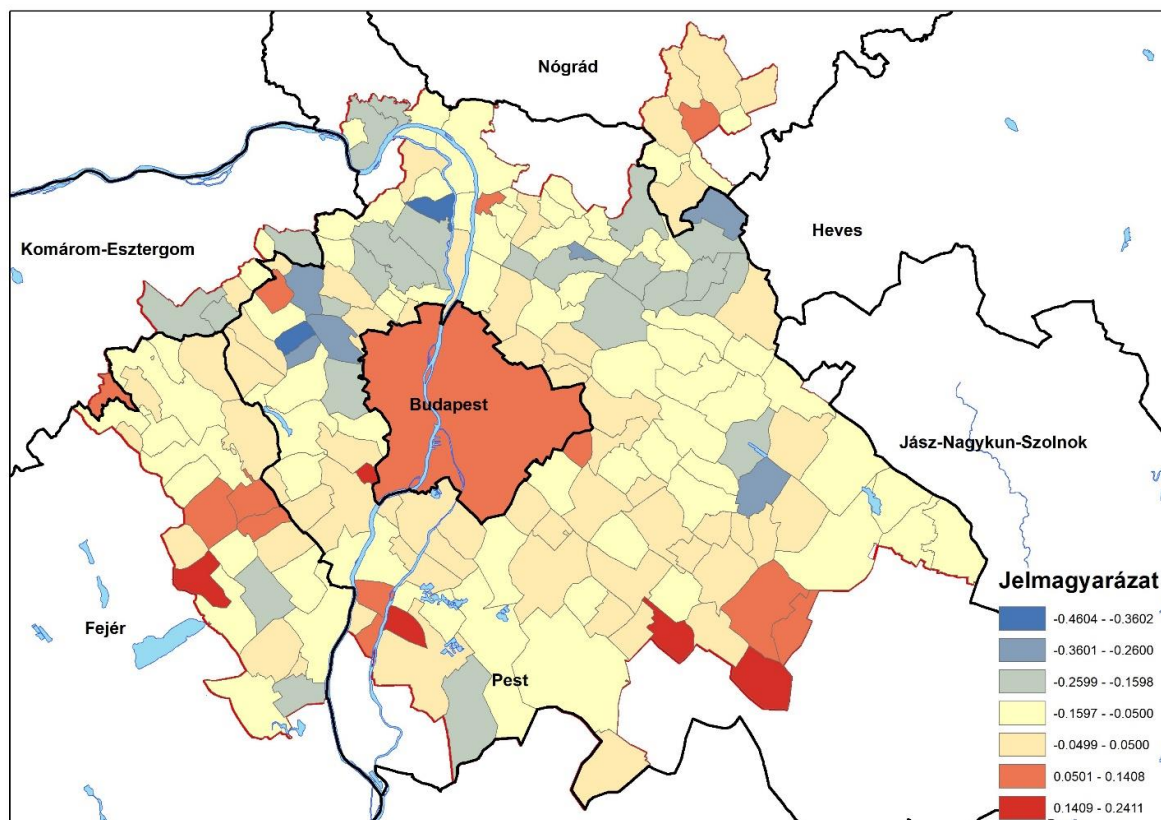 Nógrád
Komárom-Esztergom
Heves
Budapest
Jász-Nagykun-Szolnok
Fejér
Pest
Jelmagyarázat
-0.4604 - -0.3602
-0.3601 - -0.2600
-0.2599 - -0.1598
-0.1597 - -0.0500
-0.0499 - 0.0500
0.0501 - 0.1408
0.1409 - 0.2411